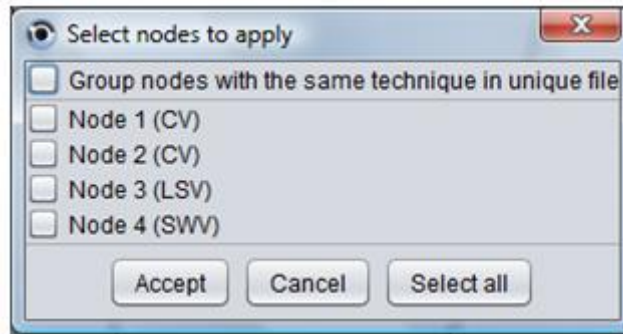 Select nodes to apply
Group nodes with the same technique in unique file
Node 1 (CV)
Node 2 (CV)
Node 3 (LSV)
Node 4 (SWV)
Accept Cancel Select all